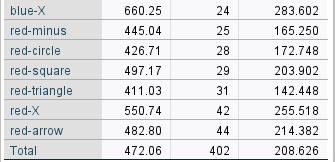 blue-X 660.25 24 283.602
red-minus 445.04 25 165.250
red-circle 426.71 28 172.748
red-square 497.17 29 203.902
red-triangle 411.03 31 142.448
red-X 550.74 42 255.518
red-arrow 482.80 44 214.382
Total 472.06 402 208.626